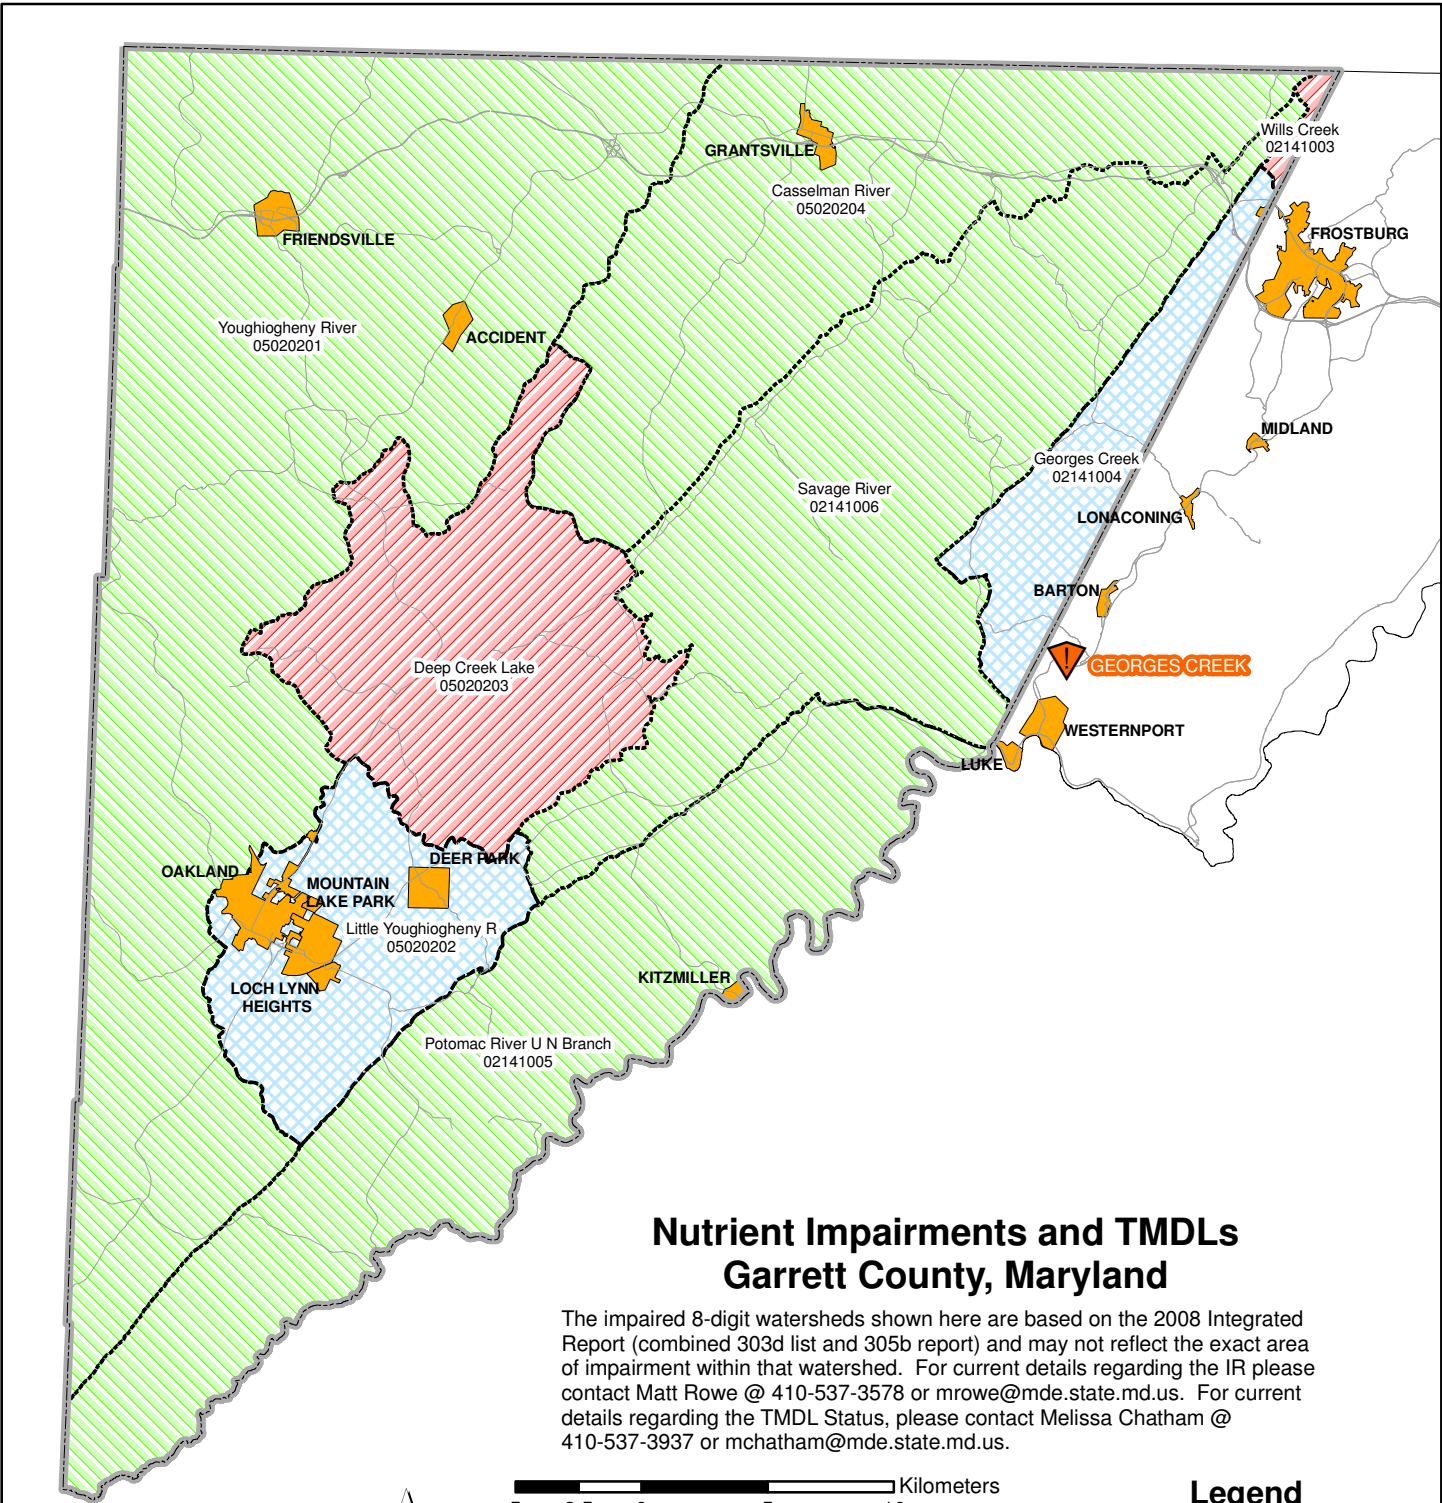 Wills Creek
02141003
GRANTSVILLE
Casselman River
05020204
FRIENDSVILLE
FROSTBURG
Youghiogheny River
05020201
ACCIDENT
MIDLAND
Georges Creek
02141004
Savage River
02141006
LONACONING
BARTON
GEORGES CREEK
Deep Creek Lake
05020203
WESTERNPORT
LUKE
DEER PARK
OAKLAND
MOUNTAIN
LAKE PARK
Little Youghiogheny R
05020202
KITZMILLER
LOCH LYNN
HEIGHTS
Potomac River U N Branch
02141005
Nutrient Impairments and TMDLs
Garrett County, Maryland
The impaired 8-digit watersheds shown here are based on the 2008 Integrated
Report (combined 303d list and 305b report) and may not reflect the exact area
of impairment within that watershed.  For current details regarding the IR please
contact Matt Rowe @ 410-537-3578 or mrowe@mde.state.md.us.  For current
details regarding the TMDL Status, please contact Melissa Chatham @
410-537-3937 or mchatham@mde.state.md.us.
Kilometers
Legend